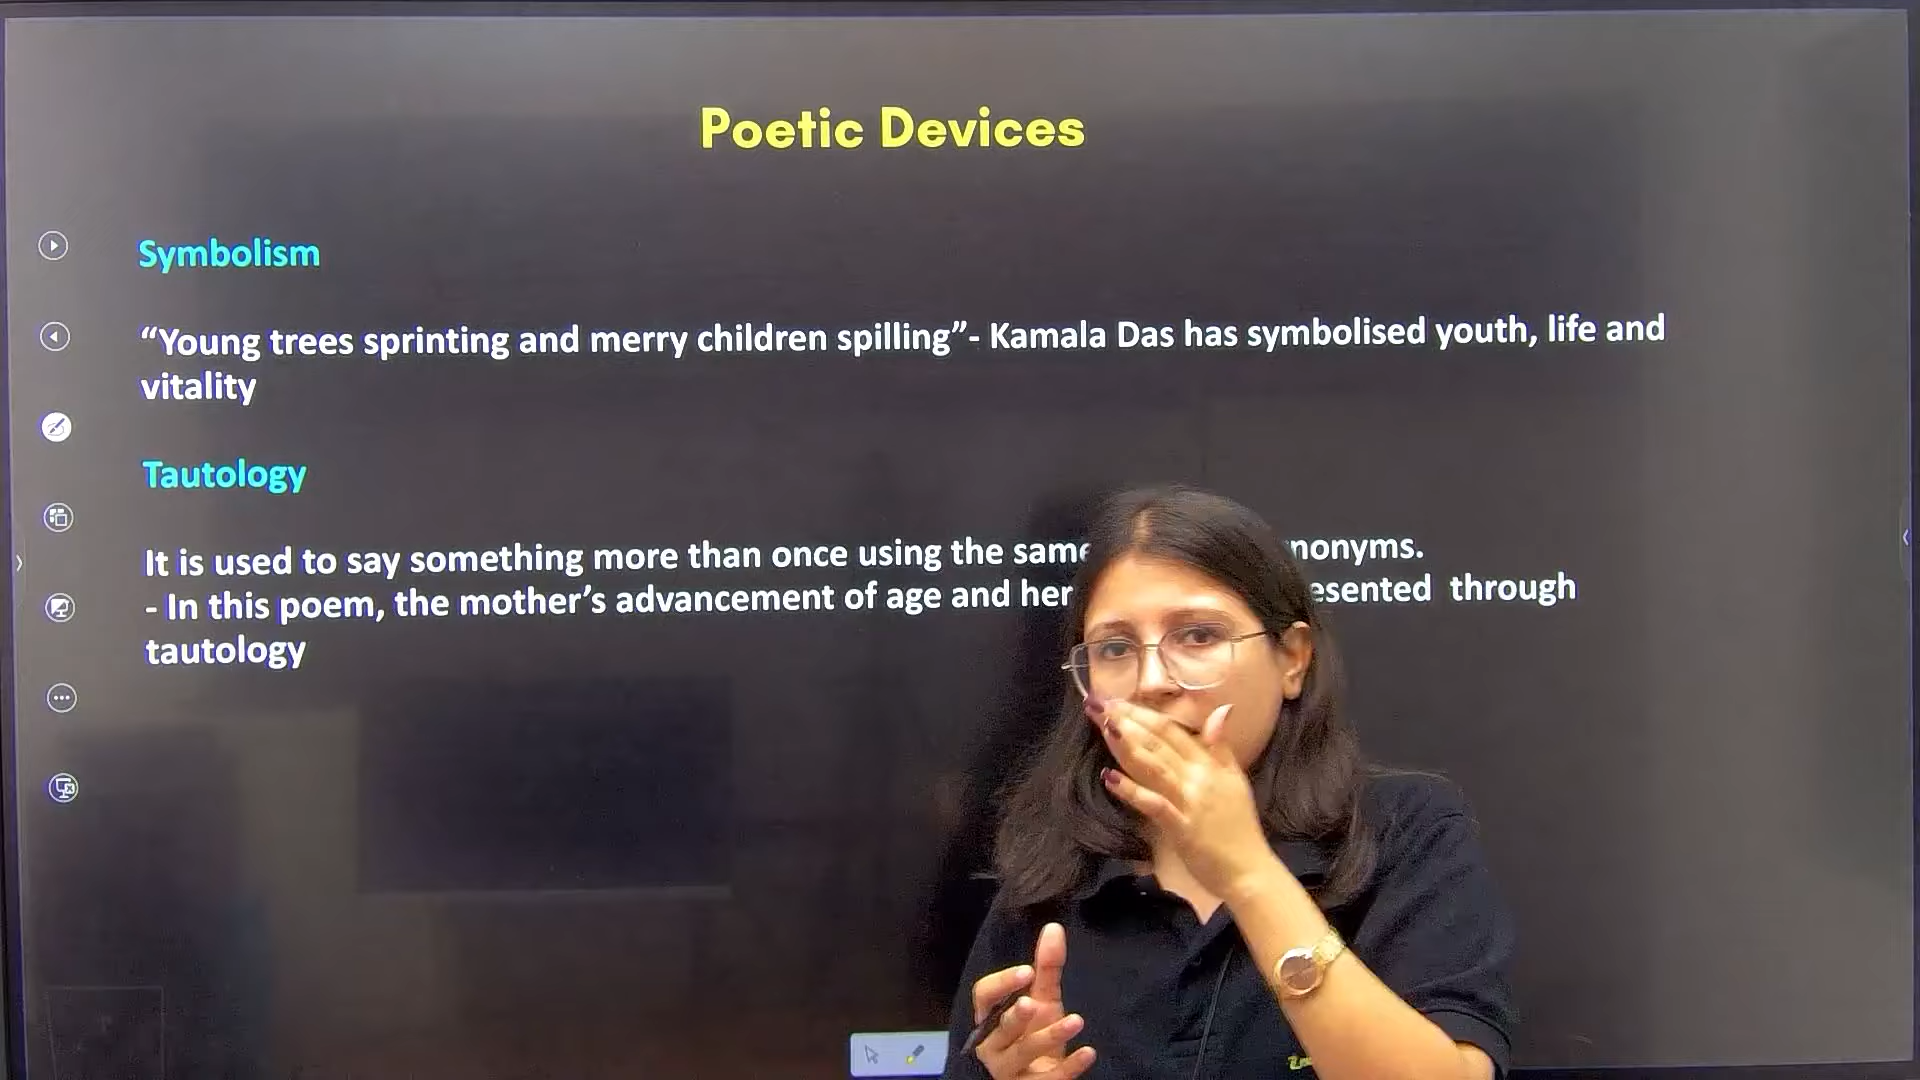 Poetic Devices
Symbolism
“Young trees sprinting and merry children spilling”- Kamala Das has symbolised youth, life and
vitality
Tautology
It is used to say something more than once using the same
- In this poem, the mother’s advancement of age and her through
tautology